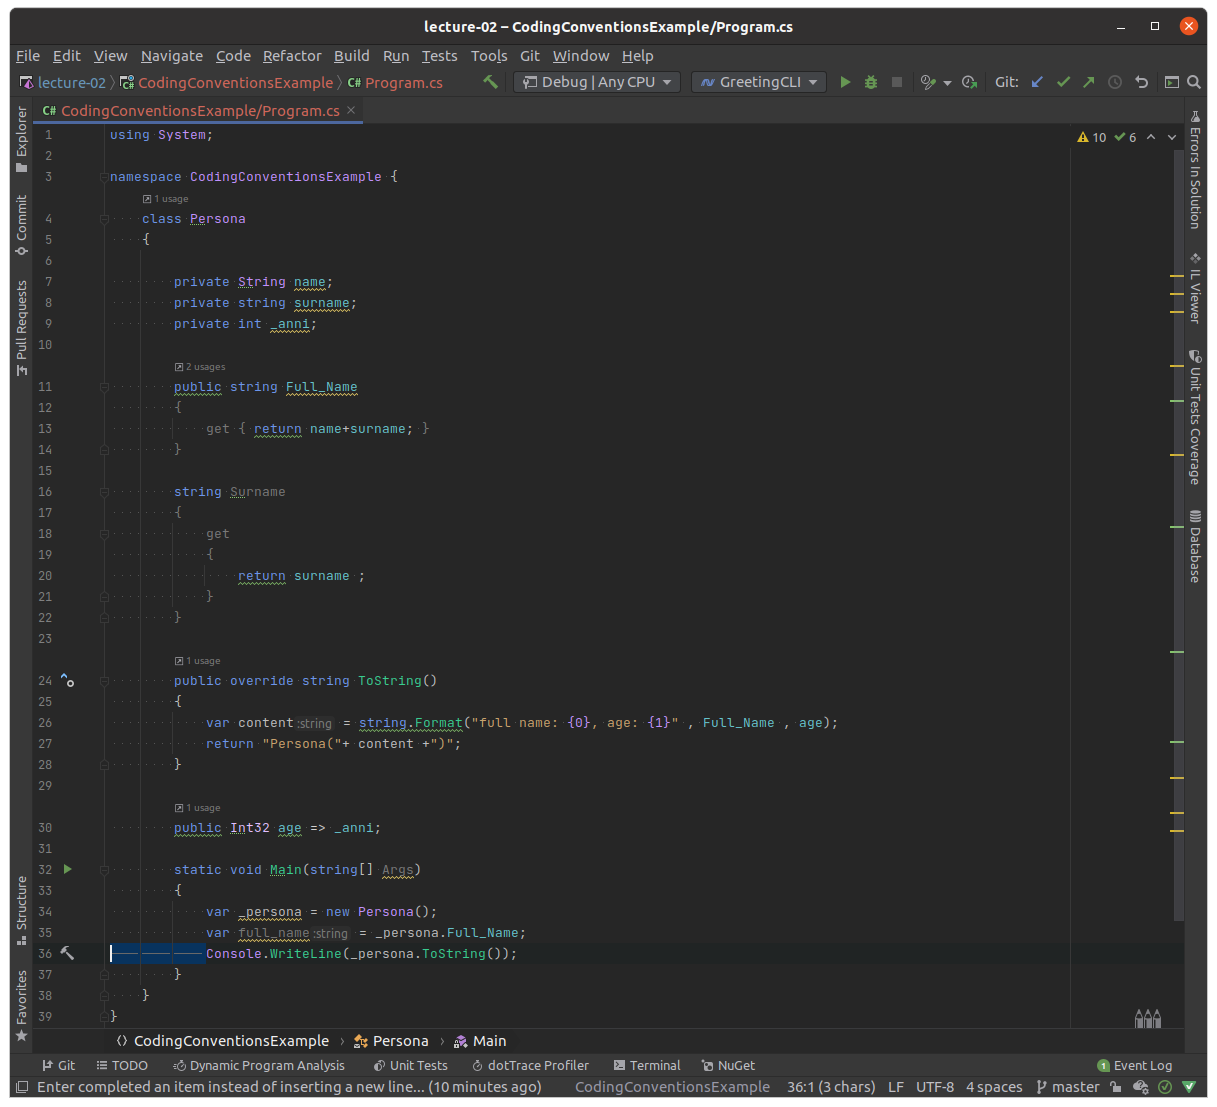 lecture-02 – CodingConventionsExample/Program.cs
File Edit View Navigate Code Refactor Build Run Tests Tools Git Window Help
lecture-02 CodingConventionsExample C# Program.cs Debug | Any CPU GreetingCLI Git:
C# CodingConventionsExample/Program.cs
10 6
1 using System;
2
3 namespace CodingConventionsExample {
1 usage
4 class Persona
5 {
6
7 private String name;
8 private string surname;
9 private int _anni;
10
2 usages
11 public string Full_Name
12 {
13 get { return name+surname; }
14 }
15
16 string Surname
17 {
18 get
19 {
20 return surname ;
21 }
22 }
23
1 usage
24 public override string ToString()
25 {
26 var content :string = string.Format("full name: {0}, age: {1}" , Full_Name , age);
27 return "Persona("+ content +")";
28 }
29
1 usage
30 public Int32 age => _anni;
31
32 static void Main(string[] Args)
33 {
34 var _persona = new Persona();
35 var full_name :string = _persona.Full_Name;
36 Console.WriteLine(_persona.ToString());
37 }
38 }
39 }
Explorer
Commit
Pull Requests
Structure
Favorites
Errors In Solution
IL Viewer
Unit Tests Coverage
Database
CodingConventionsExample › Persona › Main
Git TODO Dynamic Program Analysis Unit Tests dotTrace Profiler Terminal NuGet 1 Event Log
Enter completed an item instead of inserting a new line... (10 minutes ago) CodingConventionsExample 36:1 (3 chars) LF UTF-8 4 spaces master